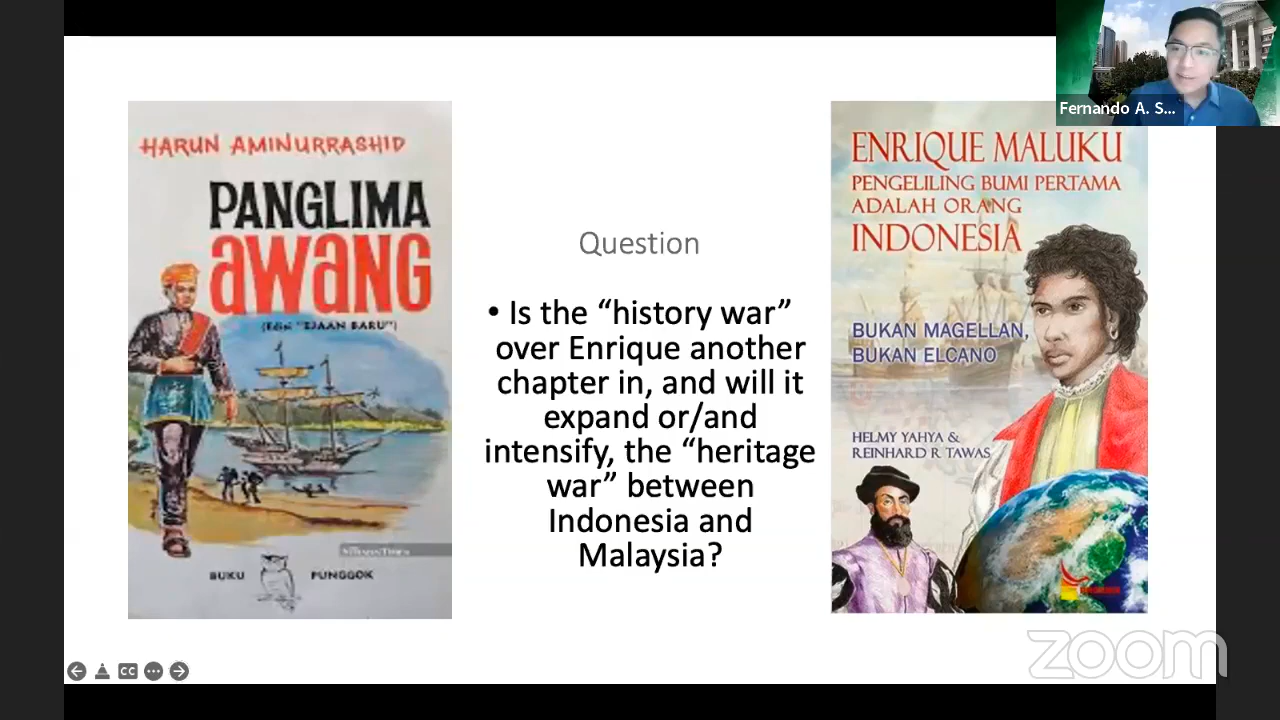 HARUN AMINURRASHID
PANGLIMA
aWaNG
(Edisi "EJAAN BARU")
BUKU PUNGGOK
Question
• Is the “history war”
over Enrique another
chapter in, and will it
expand or/and
intensify, the “heritage
war” between
Indonesia and
Malaysia?
ENRIQUE MALUKU
PENGELILING BUMI PERTAMA
ADALAH ORANG
INDONESIA
BUKAN MAGELLAN,
BUKAN ELCANO
HELMY YAHYA &
REINHARD R TAWAS
Fernando A. S...
CC
zoom